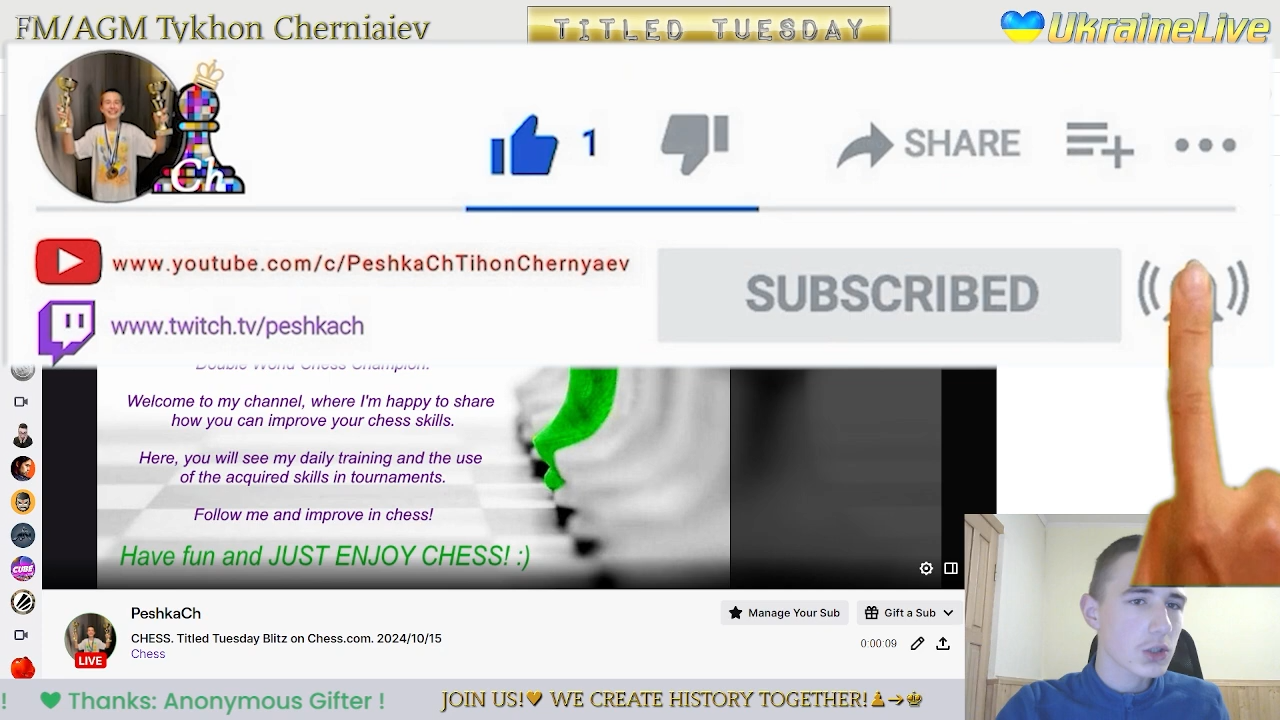 FM/AGM Tykhon Cherniaiev
TITLED TUESDAY
UkraineLive
Ch
1
SHARE
www.youtube.com/c/PeshkaChTihonChernyaev
SUBSCRIBED
www.twitch.tv/peshkach
Double World Chess Champion.
Welcome to my channel, where I'm happy to share
how you can improve your chess skills.
Here, you will see my daily training and the use
of the acquired skills in tournaments.
Follow me and improve in chess!
Have fun and JUST ENJOY CHESS! :)
CUBE
PeshkaCh
Manage Your Sub
Gift a Sub
CHESS. Titled Tuesday Blitz on Chess.com. 2024/10/15
0:00:09
Chess
LIVE
! 💚 Thanks: Anonymous Gifter !
JOIN US!♥ WE CREATE HISTORY TOGETHER!♟→♚